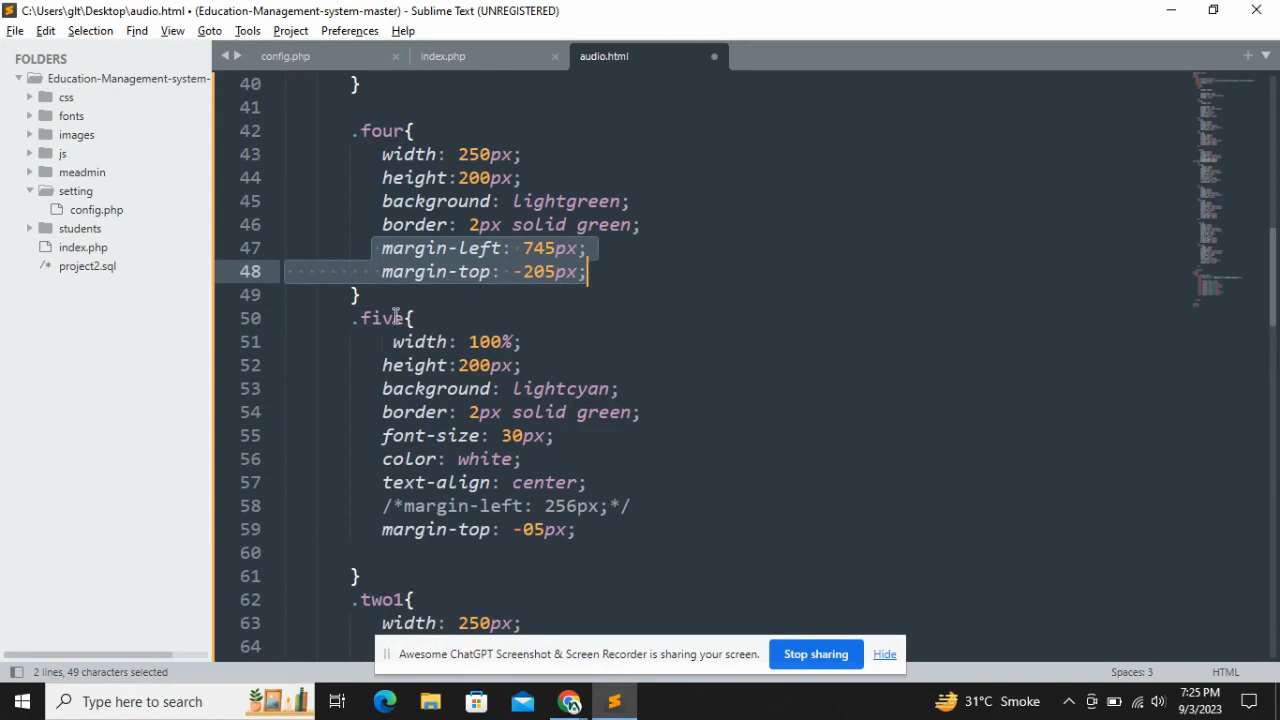 C:\Users\glt\Desktop\audio.html • (Education-Management-system-master) - Sublime Text (UNREGISTERED)
File Edit Selection Find View Goto Tools Project Preferences Help
FOLDERS
Education-Management-system-
css
fonts
images
js
meadmin
setting
config.php
students
index.php
project2.sql
config.php index.php audio.html
40 }
41
42 .four{
43 width: 250px;
44 height:200px;
45 background: lightgreen;
46 border: 2px solid green;
47 margin-left: 745px;
48 margin-top: -205px;
49 }
50 .five{
51 width: 100%;
52 height:200px;
53 background: lightcyan;
54 border: 2px solid green;
55 font-size: 30px;
56 color: white;
57 text-align: center;
58 /*margin-left: 256px;*/
59 margin-top: -05px;
60
61 }
62 .two1{
63 width: 250px;
64
Awesome ChatGPT Screenshot & Screen Recorder is sharing your screen. Stop sharing Hide
2 lines, 49 characters selected Spaces: 3 HTML
Type here to search 31°C Smoke 7:25 PM
9/3/2023